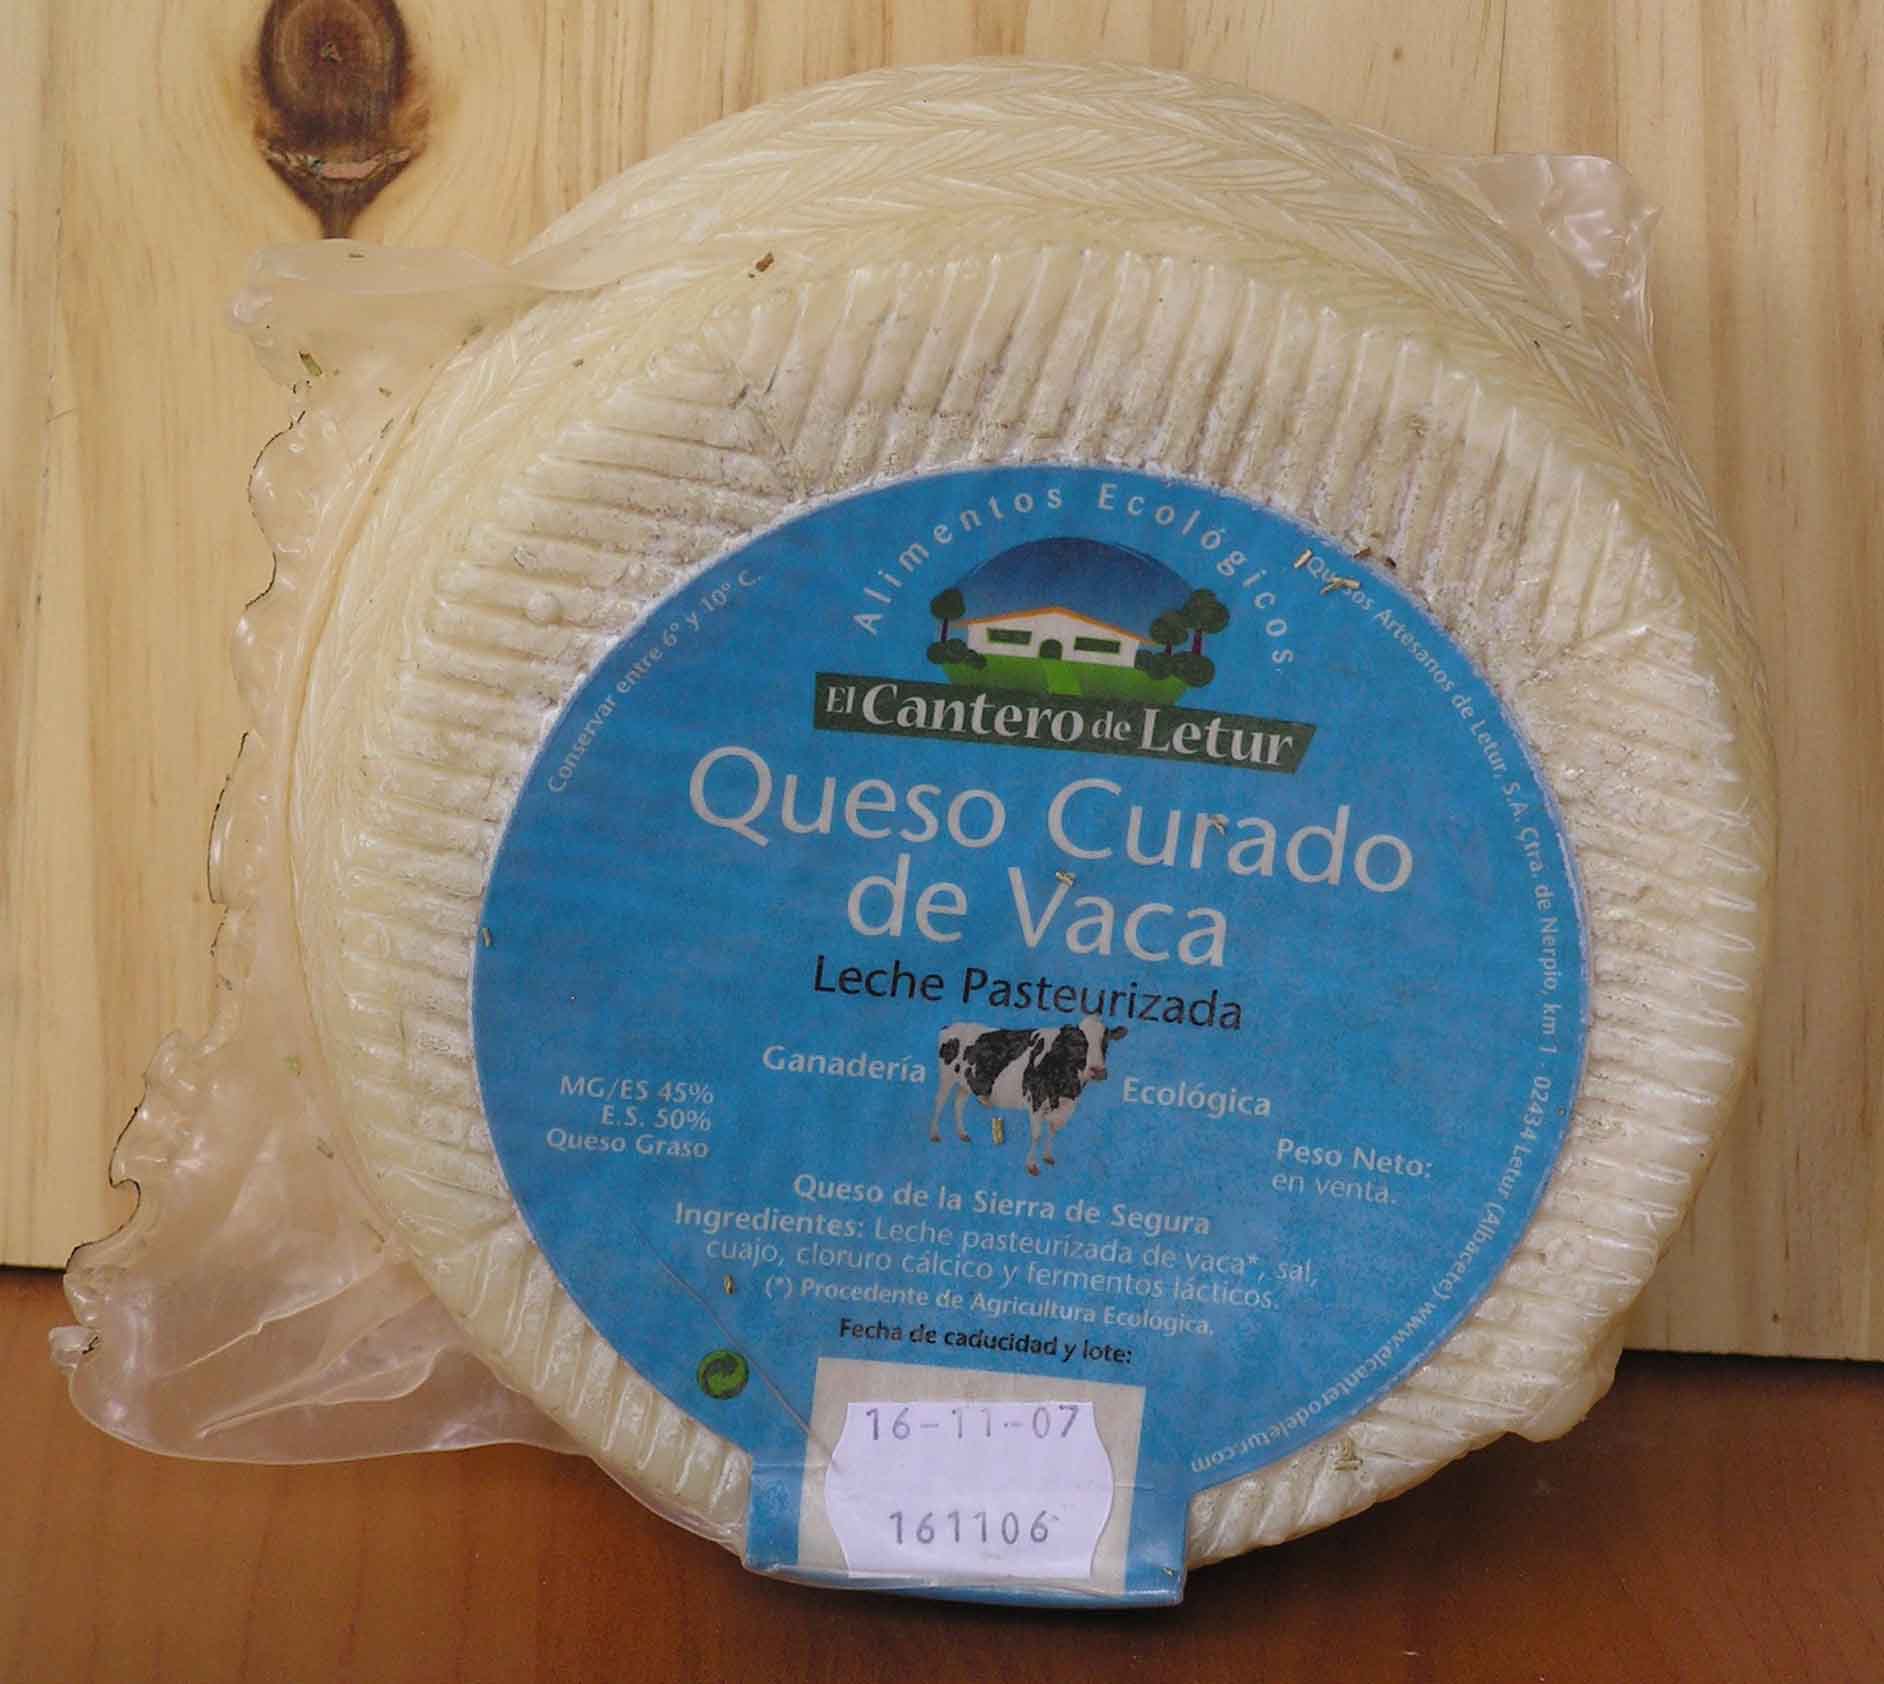 Alimentos Ecológicos
El Cantero de Letur
Queso Curado
de Vaca
Leche Pasteurizada
Ganadería
Ecológica
MG/ES 45%
E.S. 50%
Queso Graso
Peso Neto:
en venta.
Queso de la Sierra de Segura
Ingredientes: Leche pasteurizada de vaca*, sal,
cuajo, cloruro cálcico y fermentos lácticos.
(*) Procedente de Agricultura Ecológica.
Fecha de caducidad y lote:
16-11-07
161106
Conservar entre 6º y 10º C.
Quesos Artesanos de Letur, S.A. Ctra. de Nerpio, km 1 · 02434 Letur (Albacete) www.elcanterodeletur.com